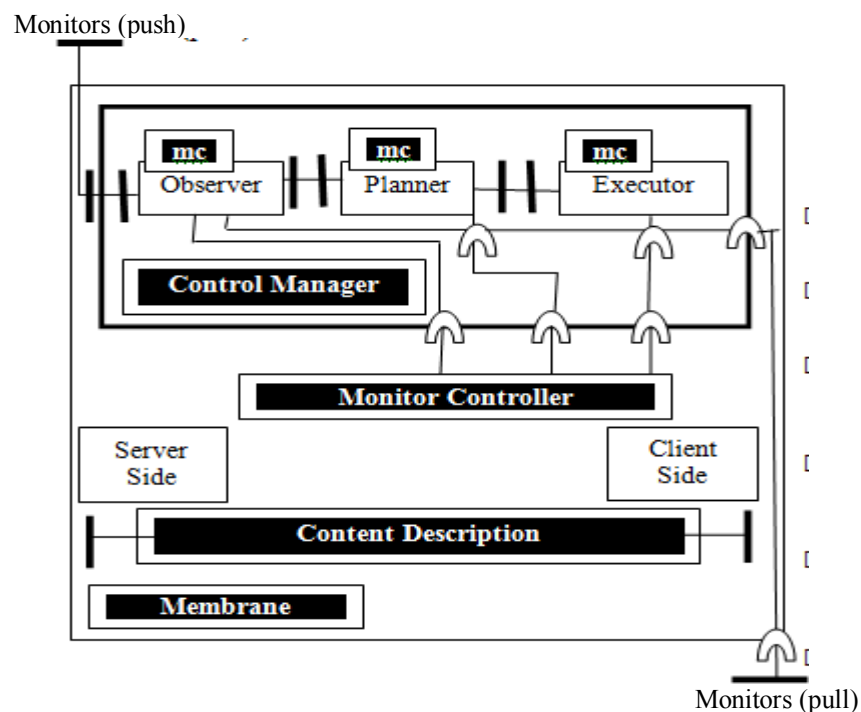 Monitors (push)
mc
mc
mc
Observer
Planner
Executor
Control Manager
Monitor Controller
Server
Side
Client
Side
Content Description
Membrane
Monitors (pull)